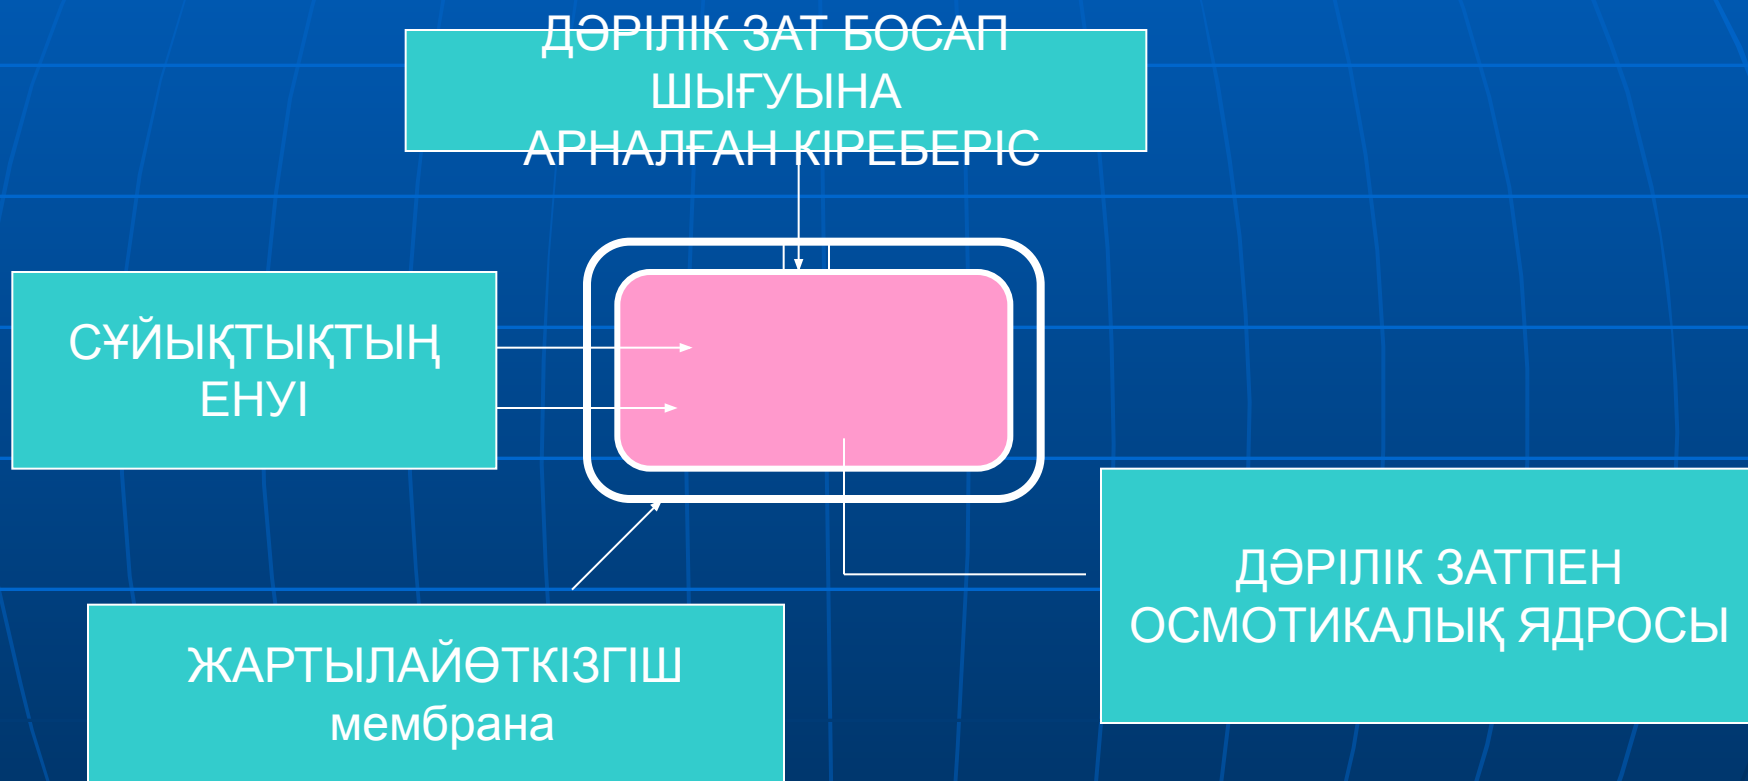 ДӘРІЛІК ЗАТ БОСАП
ШЫҒУЫНА
АРНАЛҒАН КІРЕБЕРІС
СҰЙЫҚТЫҚТЫҢ
ЕНУІ
ДӘРІЛІК ЗАТПЕН
ОСМОТИКАЛЫҚ ЯДРОСЫ
ЖАРТЫЛАЙӨТКІЗГІШ
мембрана